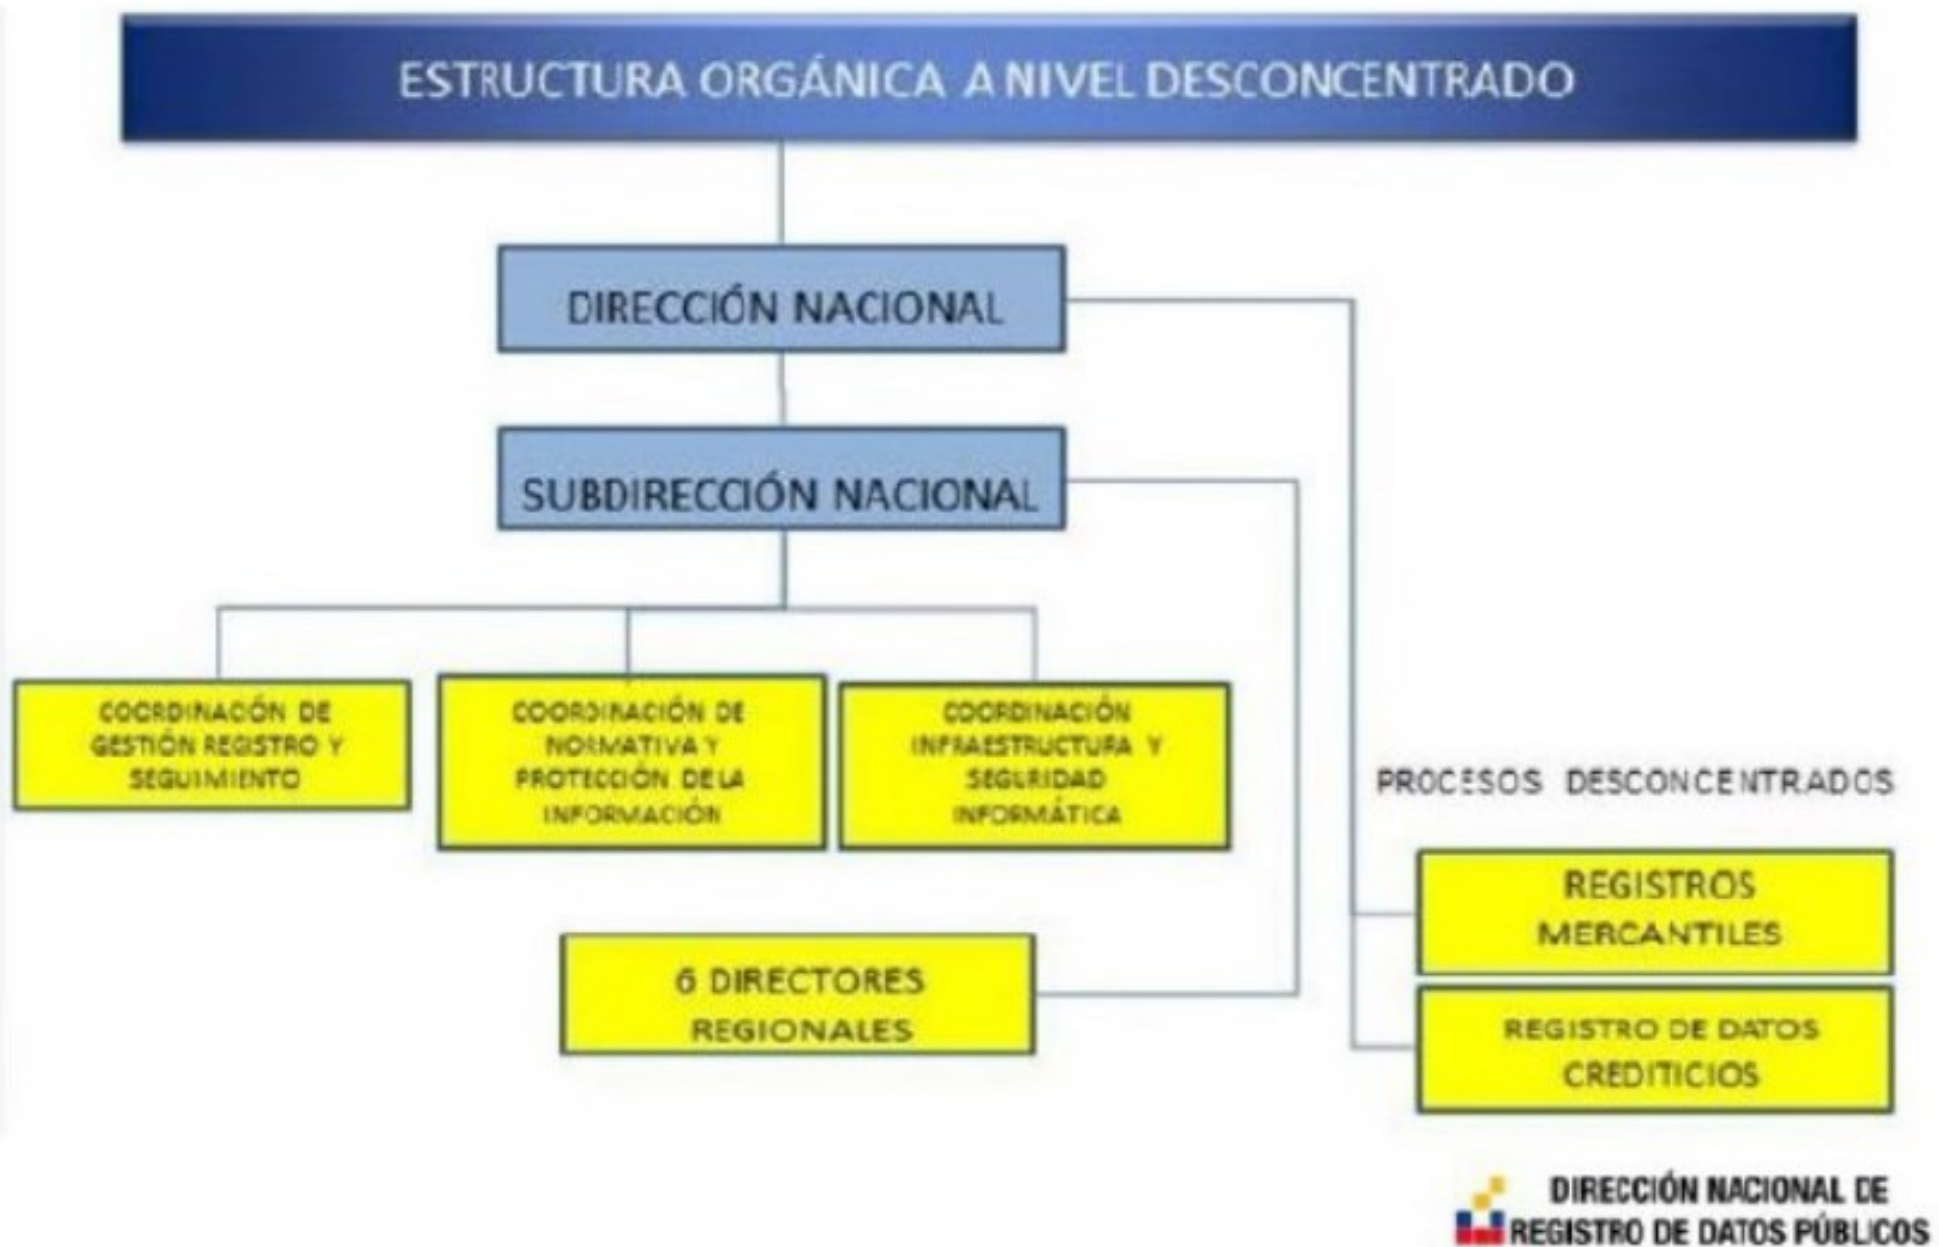 ESTRUCTURA ORGÁNICA A NIVEL DESCONCENTRADO
DIRECCIÓN NACIONAL
SUBDIRECCIÓN NACIONAL
COORDINACIÓN DE
GESTIÓN REGISTRO Y
SEGUIMIENTO
COORDINACIÓN DE
NORMATIVA Y
PROTECCIÓN DE LA
INFORMACIÓN
COORDINACIÓN
INFRAESTRUCTURA Y
SEGURIDAD
INFORMÁTICA
6 DIRECTORES
REGIONALES
PROCESOS DESCONCENTRADOS
REGISTROS
MERCANTILES
REGISTRO DE DATOS
CREDITICIOS
DIRECCIÓN NACIONAL DE
REGISTRO DE DATOS PÚBLICOS